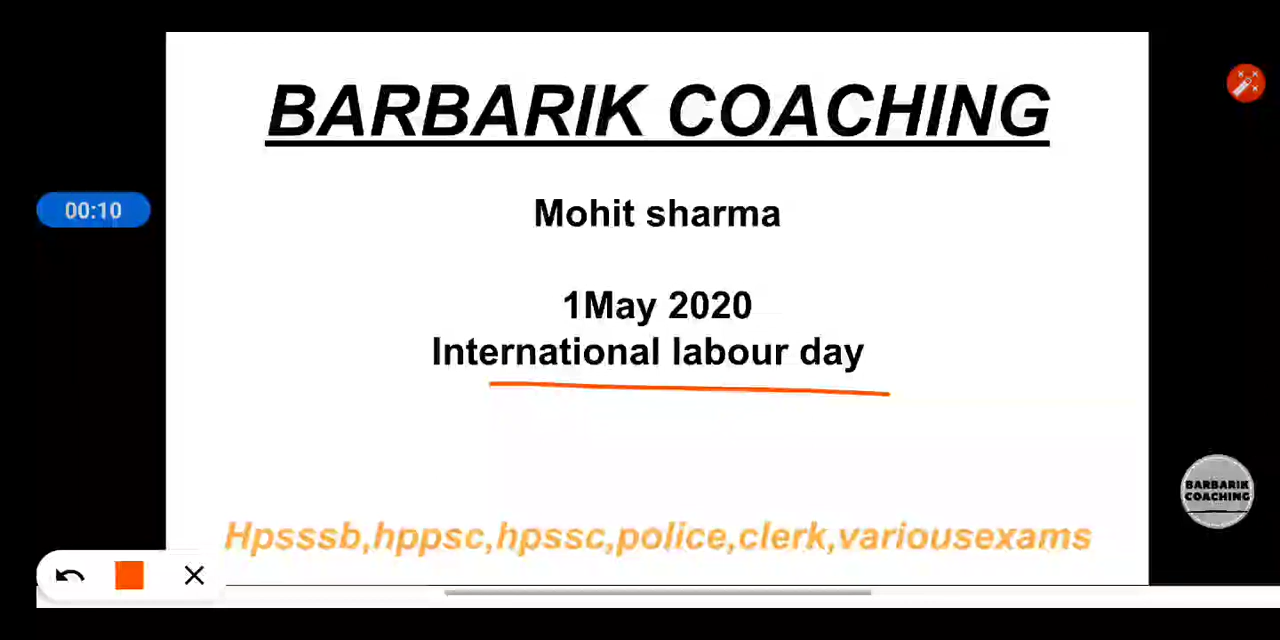 BARBARIK COACHING
00:10
Mohit sharma
1May 2020
International labour day
BARBARIK
COACHING
Hpsssb,hppsc,hpssc,police,clerk,variousexams